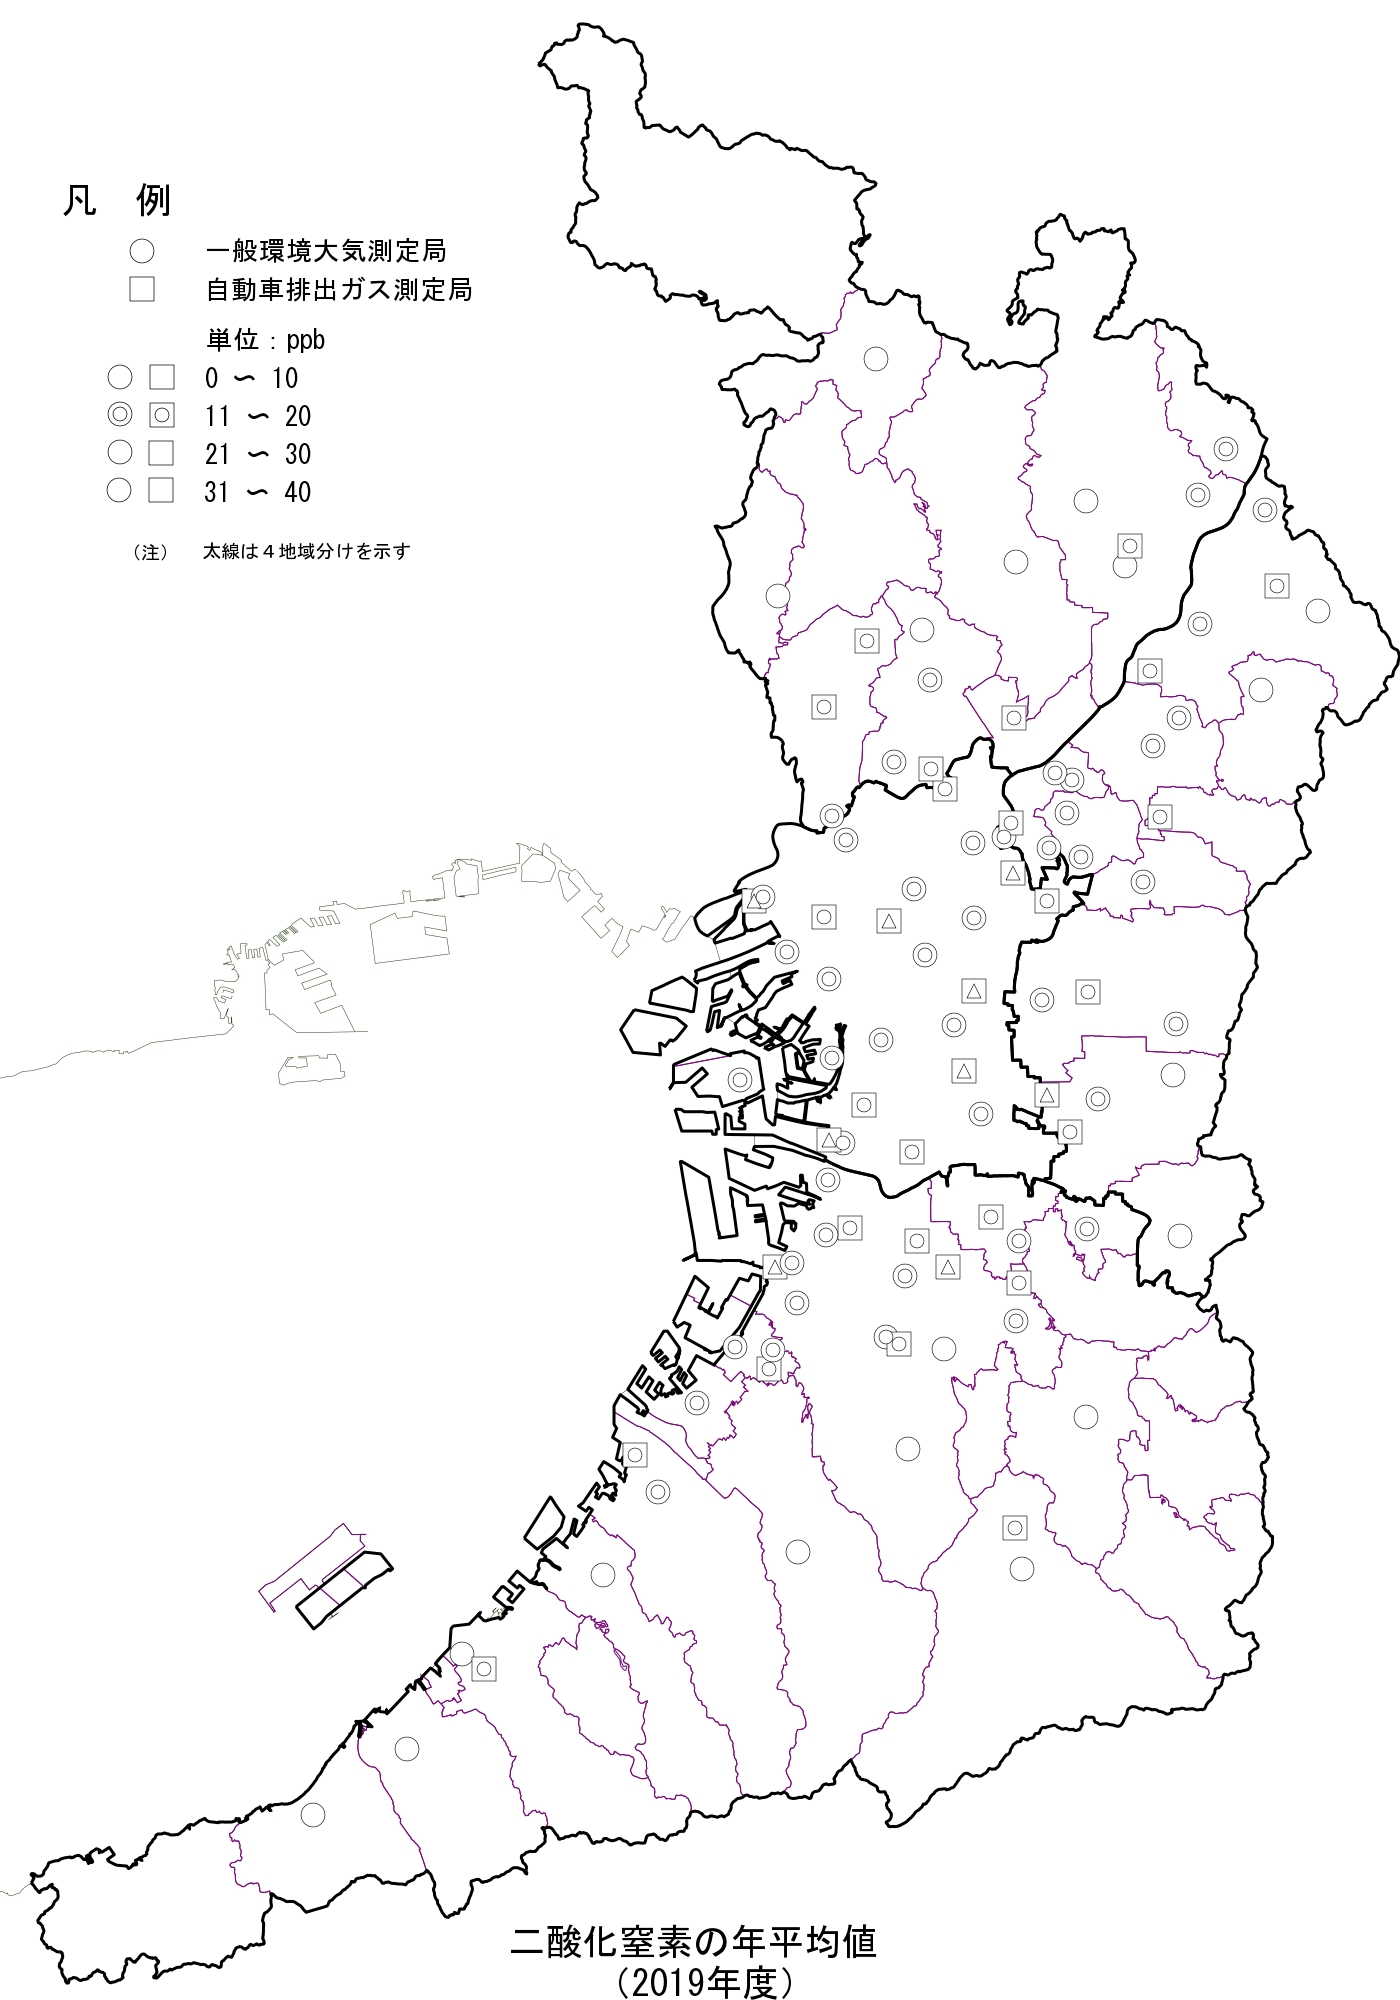 凡 例
一般環境大気測定局
自動車排出ガス測定局
単位：ppb
0 ～ 10
11 ～ 20
21 ～ 30
31 ～ 40
（注） 太線は４地域分けを示す
二酸化窒素の年平均値
（2019年度）